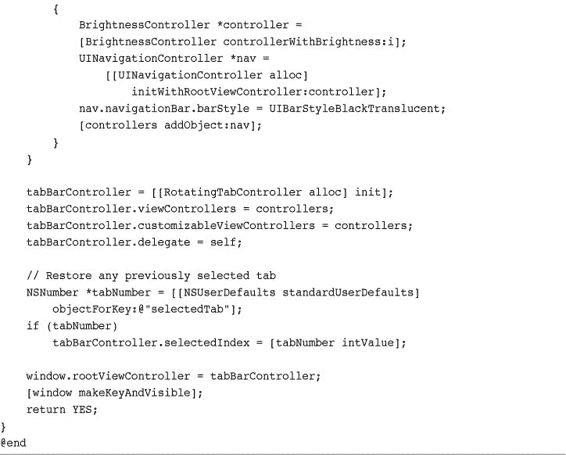 {
BrightnessController *controller =
[BrightnessController controllerWithBrightness:i];
UINavigationController *nav =
[[UINavigationController alloc]
initWithRootViewController:controller];
nav.navigationBar.barStyle = UIBarStyleBlackTranslucent;
[controllers addObject:nav];
}
}
tabBarController = [[RotatingTabController alloc] init];
tabBarController.viewControllers = controllers;
tabBarController.customizableViewControllers = controllers;
tabBarController.delegate = self;
// Restore any previously selected tab
NSNumber *tabNumber = [[NSUserDefaults standardUserDefaults]
objectForKey:@"selectedTab"];
if (tabNumber)
tabBarController.selectedIndex = [tabNumber intValue];
window.rootViewController = tabBarController;
[window makeKeyAndVisible];
return YES;
}
@end